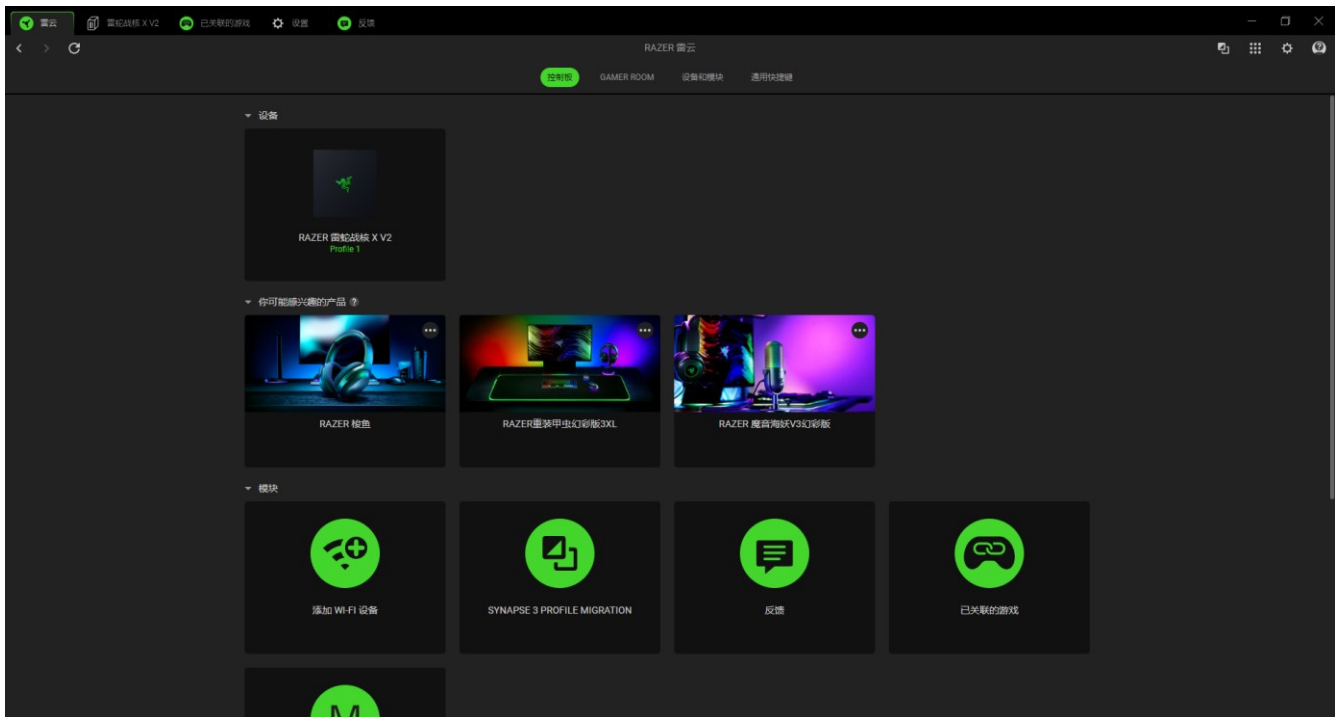 雷云 雷蛇战核 X V2 已关联的游戏 设置 反馈
RAZER 雷云
控制板 GAMER ROOM 设备和模块 通用快捷键
设备
RAZER 雷蛇战核 X V2
Profile 1
你可能感兴趣的产品 ?
RAZER 梭鱼 RAZER重装甲虫幻彩版3XL RAZER 魔音海妖V3幻彩版
模块
添加 WI-FI 设备 SYNAPSE 3 PROFILE MIGRATION 反馈 已关联的游戏
M